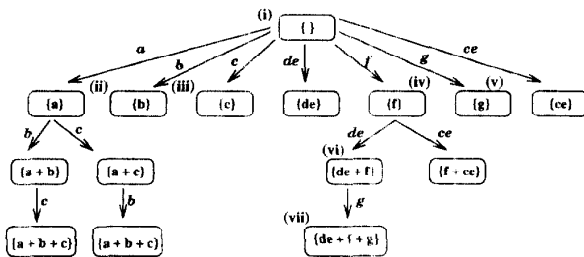 (i) { }
a b c de f g ce
(ii) (iii) (iv) (v)
{a} {b} {c} {de} {f} {g} {ce}
b c de ce
(vi)
{a + b} {a + c} {de + f} {f + ce}
c b g
(vii)
{a + b + c} {a + b + c} {de + f + g}